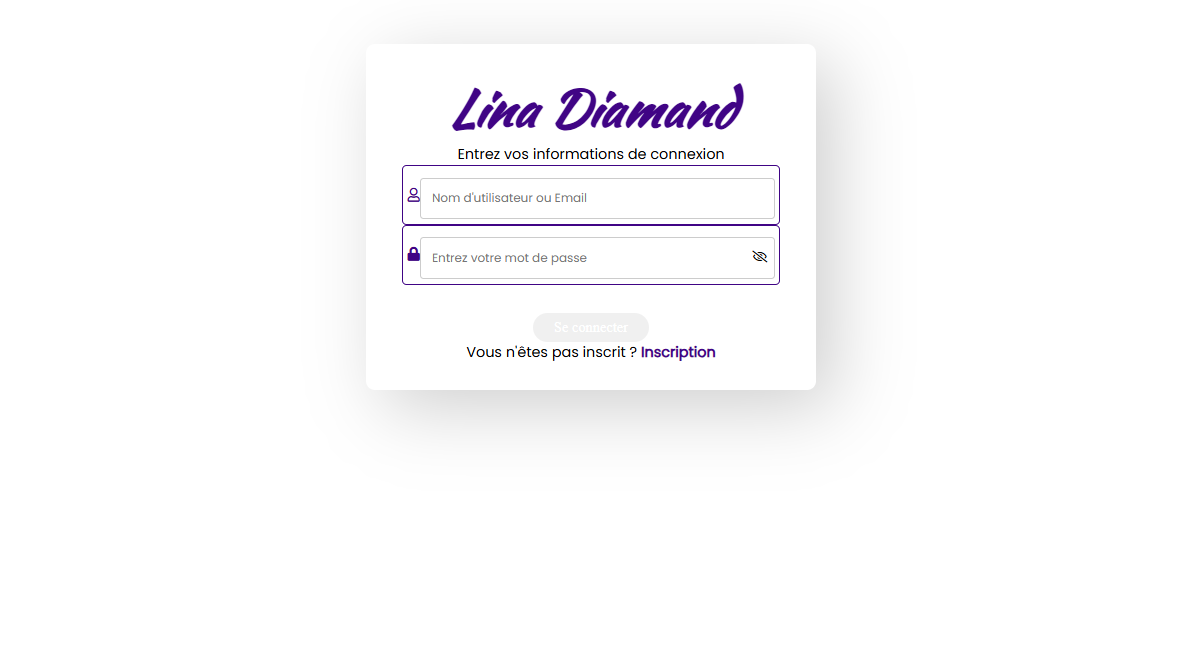 Lina Diamand
Entrez vos informations de connexion
Nom d'utilisateur ou Email
Entrez votre mot de passe
Se connecter
Vous n'êtes pas inscrit ? Inscription